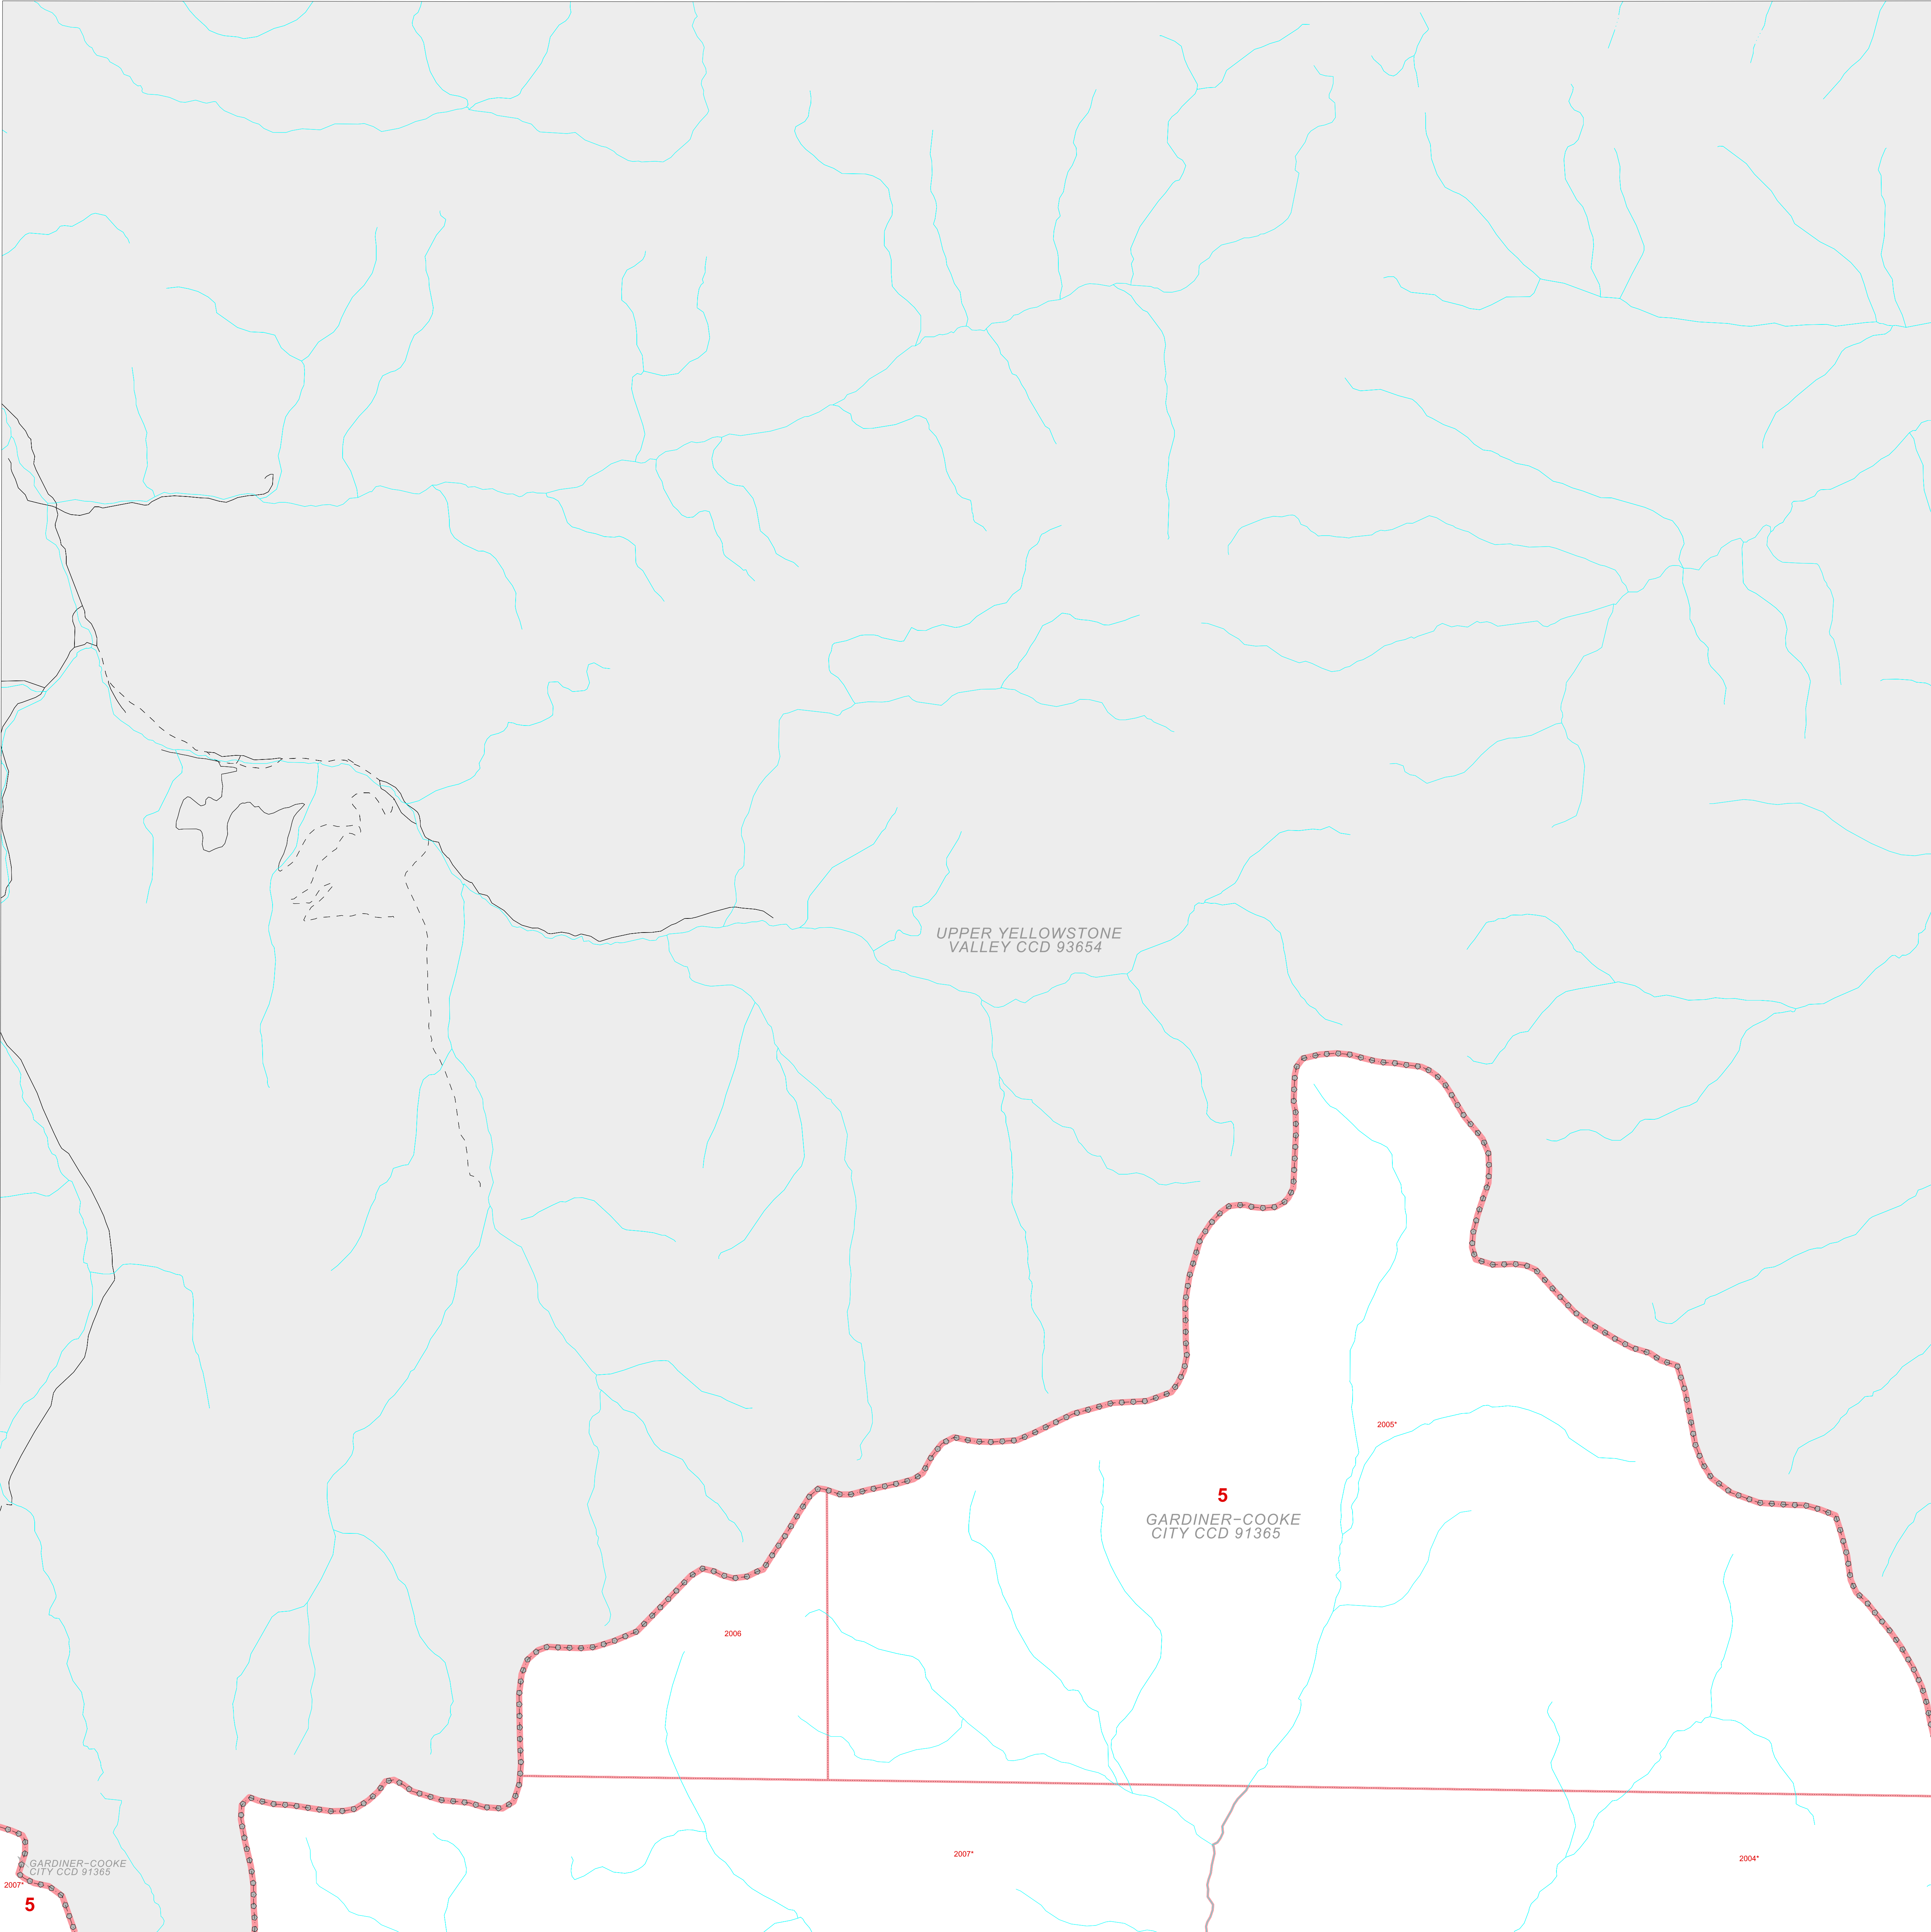 UPPER YELLOWSTONE
VALLEY CCD 93654
2005*
5
GARDINER−COOKE
CITY CCD 91365
2006
2007*
2004*
GARDINER−COOKE
CITY CCD 91365
2007*
5